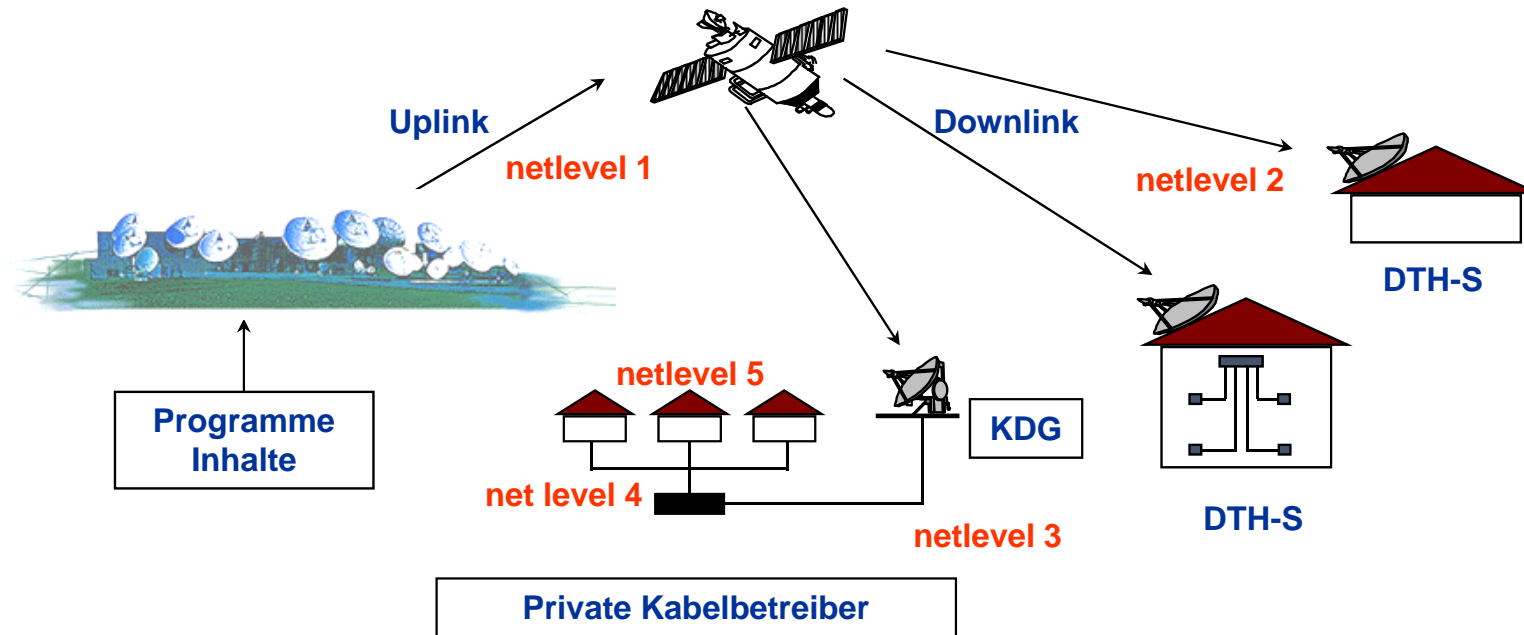 Uplink
Downlink
netlevel 1
netlevel 2
DTH-S
netlevel 5
Programme
Inhalte
KDG
net level 4
DTH-S
netlevel 3
Private Kabelbetreiber